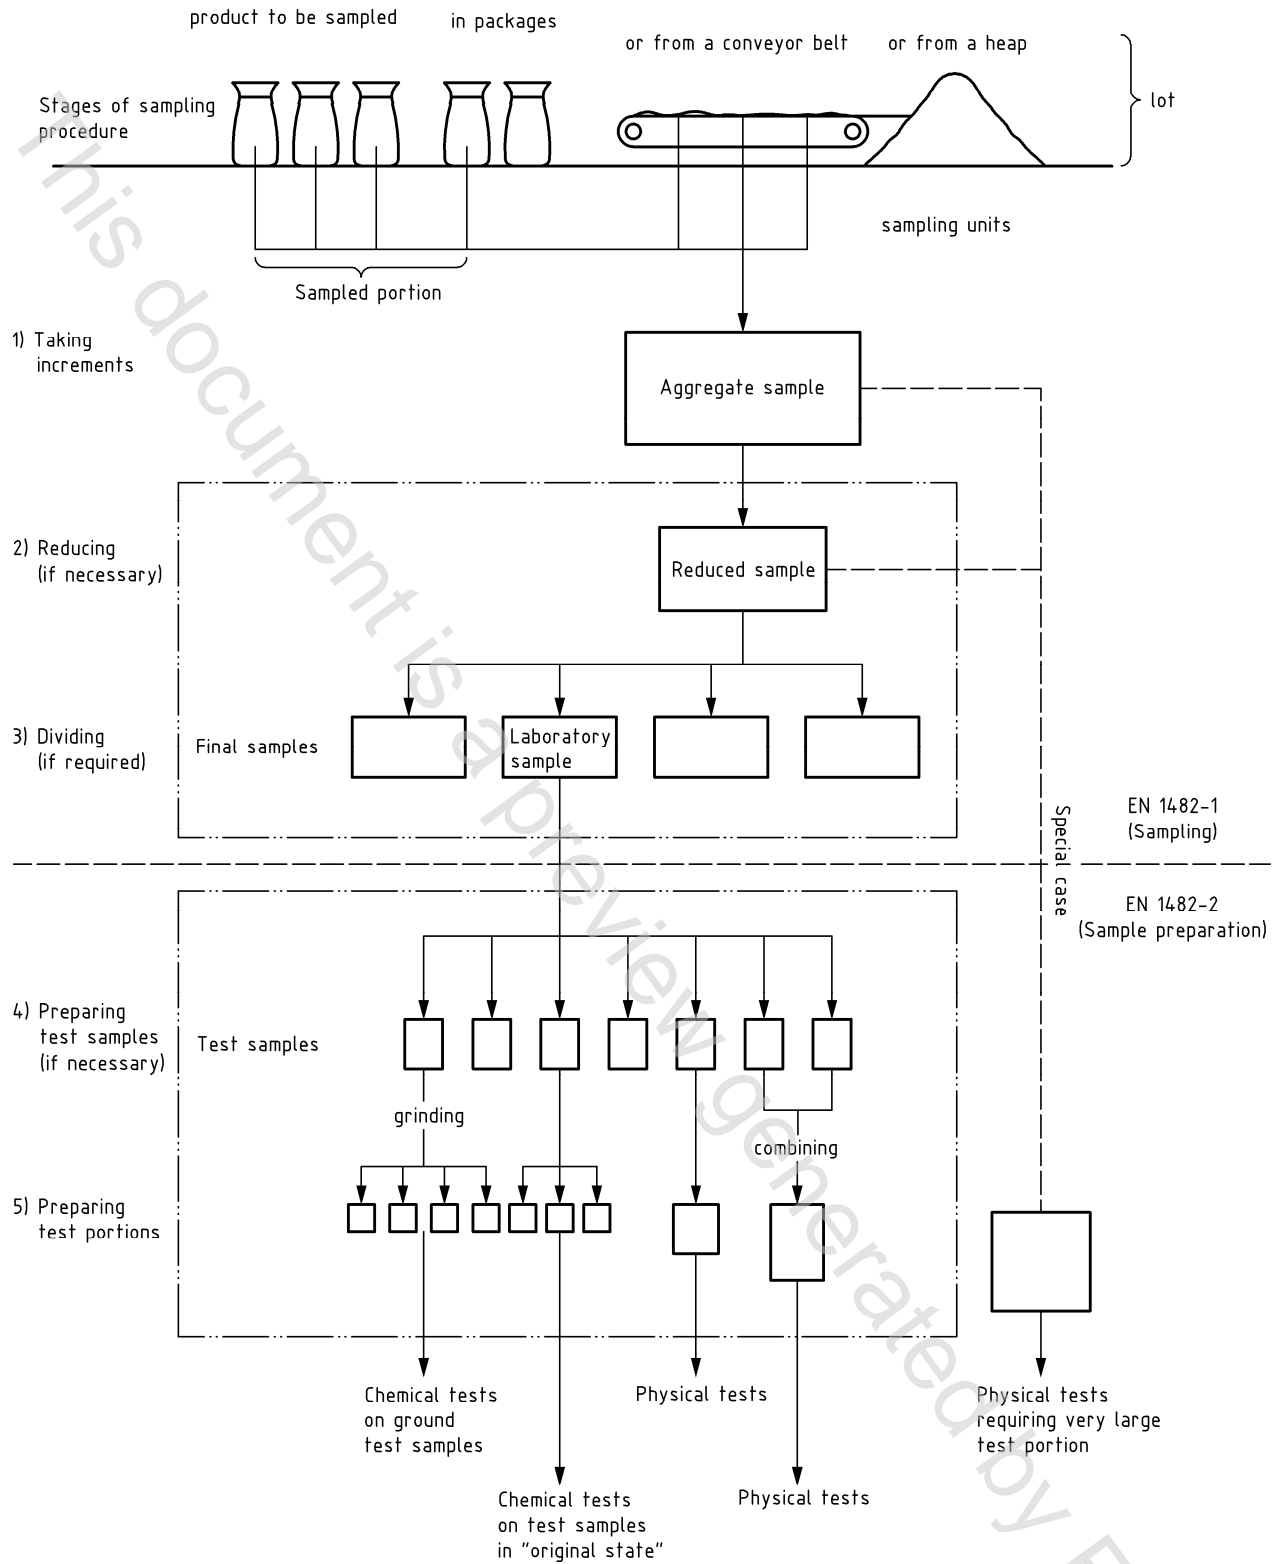 product to be sampled
in packages
or from a conveyor belt
or from a heap
lot
Stages of sampling
procedure
sampling units
Sampled portion
1) Taking
increments
Aggregate sample
2) Reducing
(if necessary)
Reduced sample
3) Dividing
(if required)
Final samples
Laboratory
sample
Special case
EN 1482-1
(Sampling)
EN 1482-2
(Sample preparation)
4) Preparing
test samples
(if necessary)
Test samples
grinding
combining
5) Preparing
test portions
Chemical tests
on ground
test samples
Physical tests
Physical tests
requiring very large
test portion
Chemical tests
on test samples
in "original state"
Physical tests
This document is a preview generated by